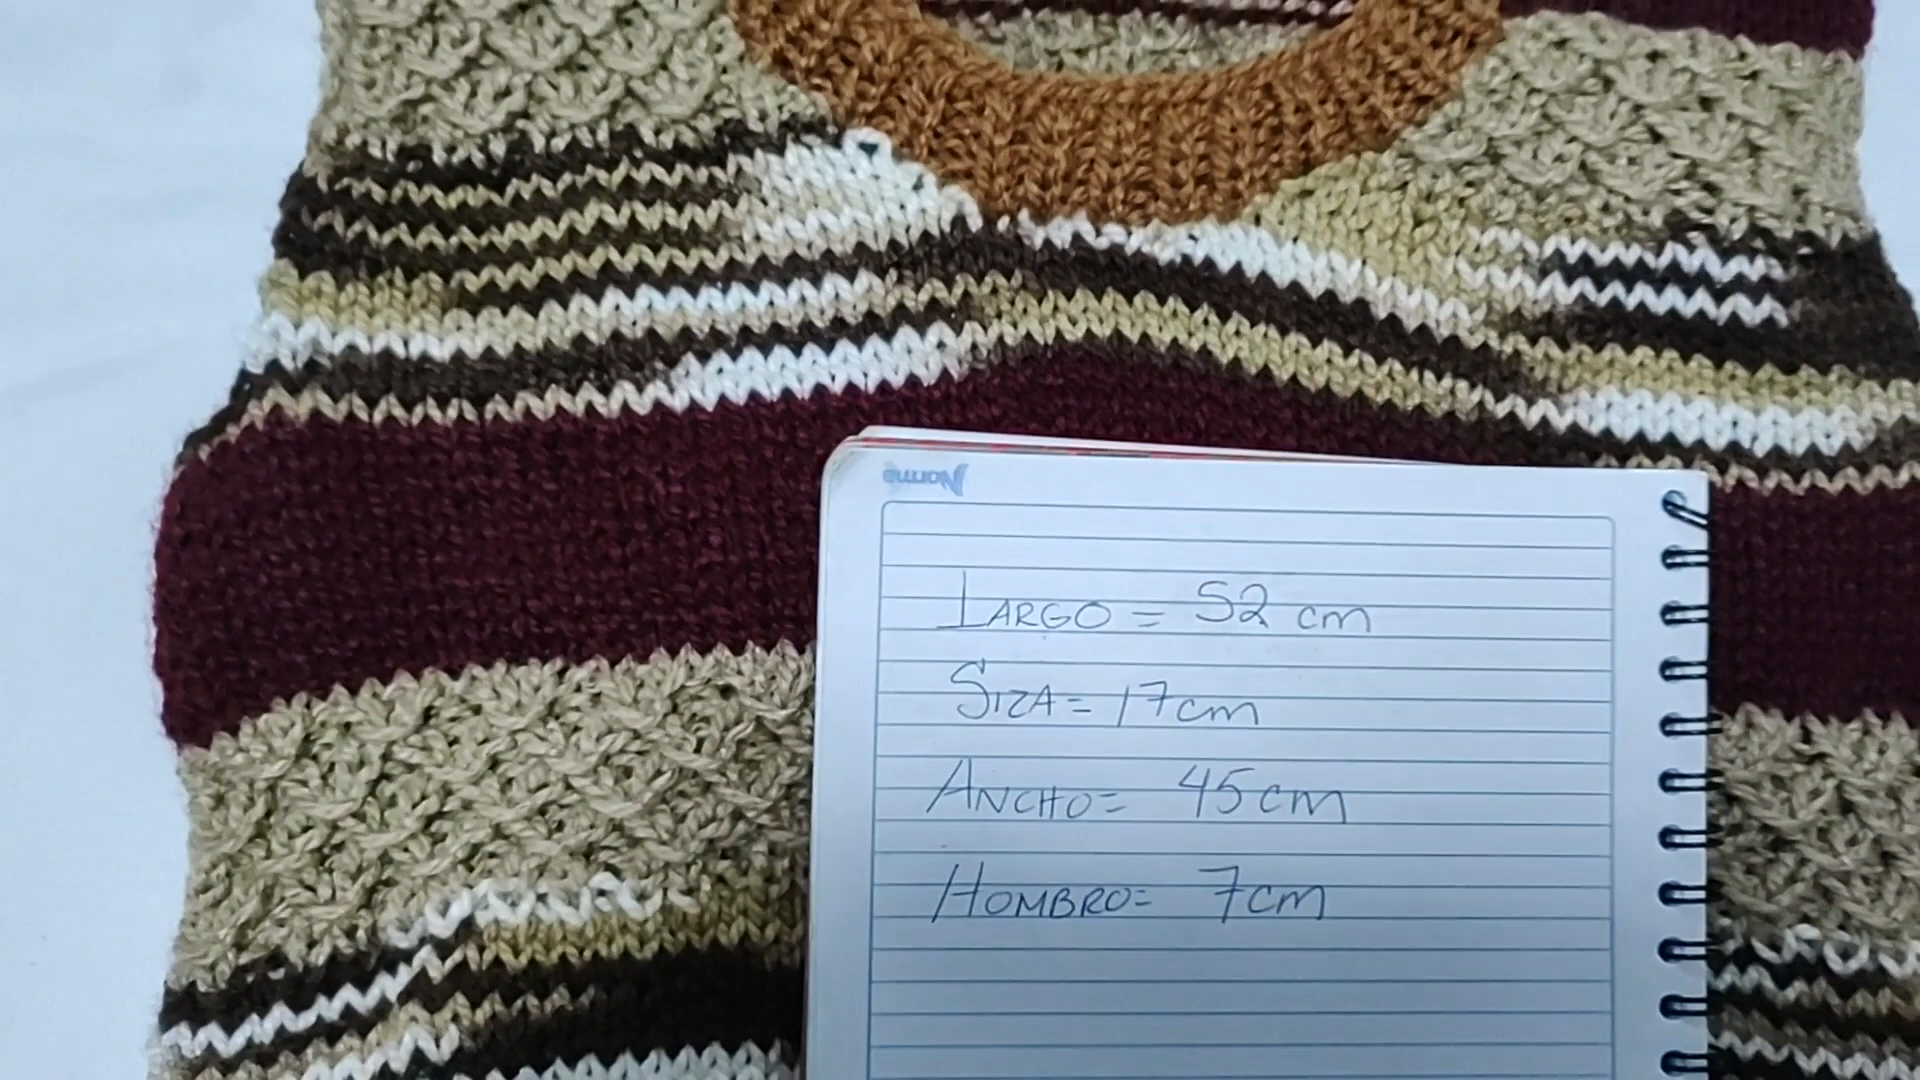 Norma
LARGO = 52 cm
SIZA = 17cm
ANCHO = 45cm
HOMBRO = 7cm